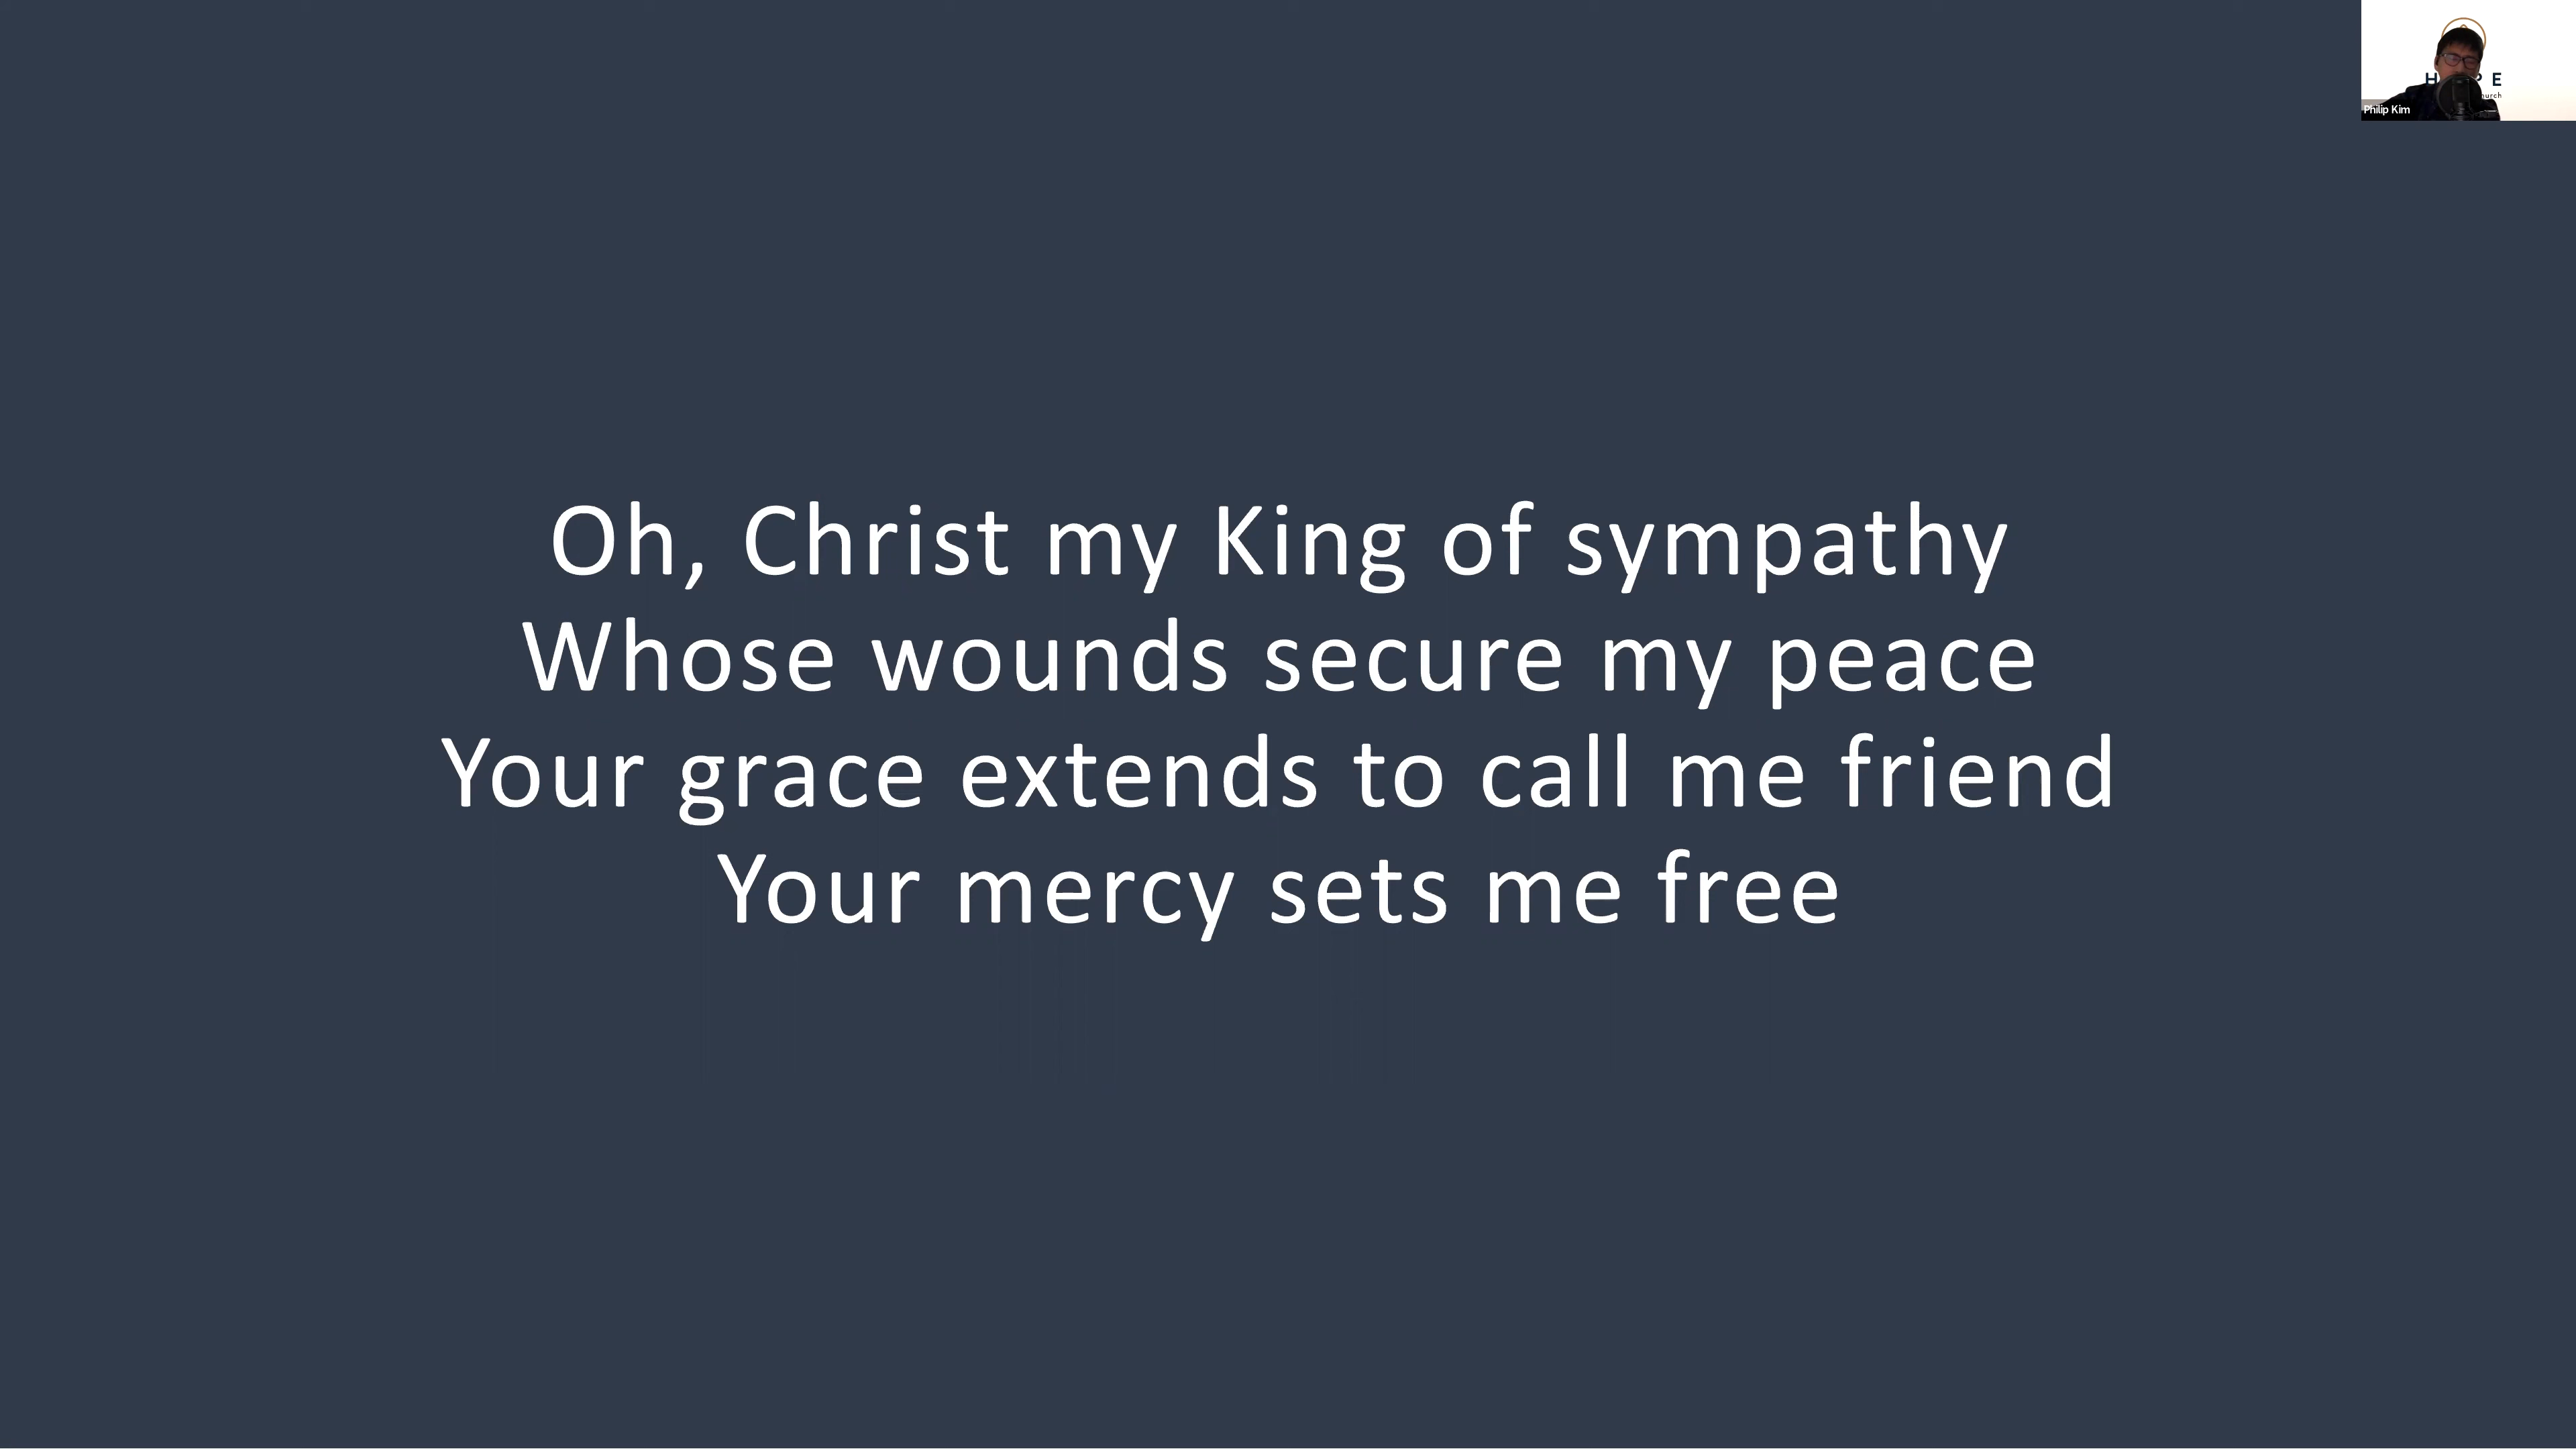 Oh, Christ my King of sympathy
Whose wounds secure my peace
Your grace extends to call me friend
Your mercy sets me free
Philip Kim